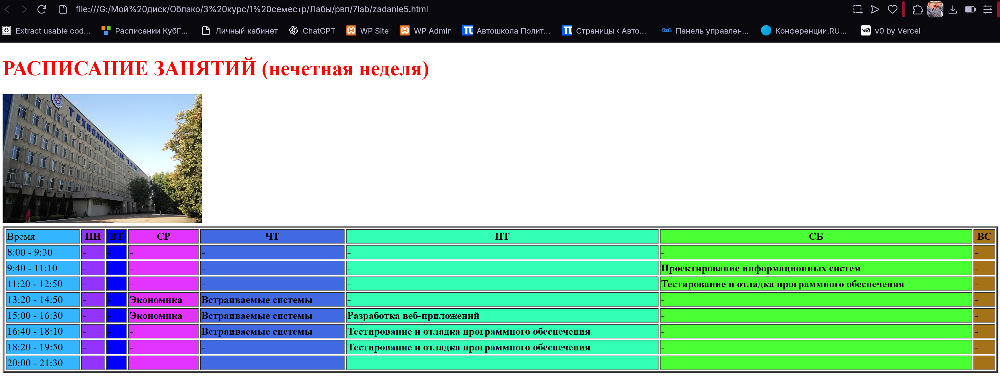 file:///G:/Мой%20диск/Облако/3%20курс/1%20семестр/Лабы/рвп/7lab/zadanie5.html
Extract usable cod... Расписании КубГ... Личный кабинет ChatGPT WP Site WP Admin Автошкола Полит... Страницы ‹ Авто... Панель управлен... Конференции.RU... v0 v0 by Vercel
РАСПИСАНИЕ ЗАНЯТИЙ (нечетная неделя)
ТЕХНОЛОГИЧЕСКИЙ УНИВЕРСИТЕТ
Время ПН ВТ СР ЧТ ПТ СБ ВС
8:00 - 9:30 - - - - - - -
9:40 - 11:10 - - - - - Проектирование информационных систем -
11:20 - 12:50 - - - - - Тестирование и отладка программного обеспечения -
13:20 - 14:50 - - Экономика Встраиваемые системы - - -
15:00 - 16:30 - - Экономика Встраиваемые системы Разработка веб-приложений - -
16:40 - 18:10 - - - Встраиваемые системы Тестирование и отладка программного обеспечения - -
18:20 - 19:50 - - - - Тестирование и отладка программного обеспечения - -
20:00 - 21:30 - - - - - - -